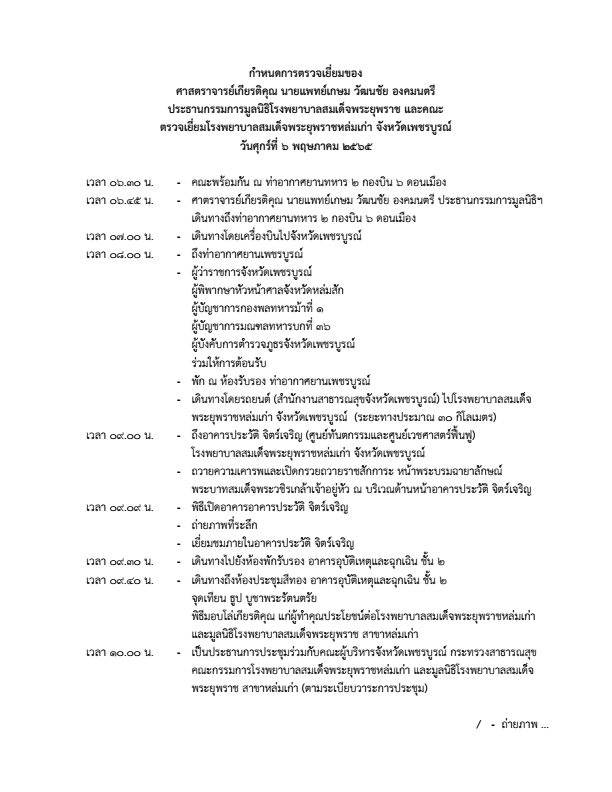 กำหนดการตรวจเยี่ยมของ
ศาสตราจารย์เกียรติคุณ นายแพทย์เกษม วัฒนชัย องคมนตรี
ประธานกรรมการมูลนิธิโรงพยาบาลสมเด็จพระยุพราช และคณะ
ตรวจเยี่ยมโรงพยาบาลสมเด็จพระยุพราชหล่มเก่า จังหวัดเพชรบูรณ์
วันศุกร์ที่ ๖ พฤษภาคม ๒๕๖๕
เวลา ๐๖.๓๐ น. - คณะพร้อมกัน ณ ท่าอากาศยานทหาร ๒ กองบิน ๖ ดอนเมือง
เวลา ๐๖.๔๕ น. - ศาตราจารย์เกียรติคุณ นายแพทย์เกษม วัฒนชัย องคมนตรี ประธานกรรมการมูลนิธิฯ
เดินทางถึงท่าอากาศยานทหาร ๒ กองบิน ๖ ดอนเมือง
เวลา ๐๗.๐๐ น. - เดินทางโดยเครื่องบินไปจังหวัดเพชรบูรณ์
เวลา ๐๘.๐๐ น. - ถึงท่าอากาศยานเพชรบูรณ์
- ผู้ว่าราชการจังหวัดเพชรบูรณ์
ผู้พิพากษาหัวหน้าศาลจังหวัดหล่มสัก
ผู้บัญชาการกองพลทหารม้าที่ ๑
ผู้บัญชาการมณฑลทหารบกที่ ๓๖
ผู้บังคับการตำรวจภูธรจังหวัดเพชรบูรณ์
ร่วมให้การต้อนรับ
- พัก ณ ห้องรับรอง ท่าอากาศยานเพชรบูรณ์
- เดินทางโดยรถยนต์ (สำนักงานสาธารณสุขจังหวัดเพชรบูรณ์) ไปโรงพยาบาลสมเด็จ
พระยุพราชหล่มเก่า จังหวัดเพชรบูรณ์ (ระยะทางประมาณ ๓๐ กิโลเมตร)
เวลา ๐๙.๐๐ น. - ถึงอาคารประวัติ จิตร์เจริญ (ศูนย์ทันตกรรมและศูนย์เวชศาสตร์ฟื้นฟู)
โรงพยาบาลสมเด็จพระยุพราชหล่มเก่า จังหวัดเพชรบูรณ์
- ถวายความเคารพและเปิดกรวยถวายราชสักการะ หน้าพระบรมฉายาลักษณ์
พระบาทสมเด็จพระวชิรเกล้าเจ้าอยู่หัว ณ บริเวณด้านหน้าอาคารประวัติ จิตร์เจริญ
เวลา ๐๙.๐๙ น. - พิธีเปิดอาคารอาคารประวัติ จิตร์เจริญ
- ถ่ายภาพที่ระลึก
- เยี่ยมชมภายในอาคารประวัติ จิตร์เจริญ
เวลา ๐๙.๓๐ น. - เดินทางไปยังห้องพักรับรอง อาคารอุบัติเหตุและฉุกเฉิน ชั้น ๒
เวลา ๐๙.๔๐ น. - เดินทางถึงห้องประชุมสีทอง อาคารอุบัติเหตุและฉุกเฉิน ชั้น ๒
จุดเทียน ธูป บูชาพระรัตนตรัย
พิธีมอบโล่เกียรติคุณ แก่ผู้ทำคุณประโยชน์ต่อโรงพยาบาลสมเด็จพระยุพราชหล่มเก่า
และมูลนิธิโรงพยาบาลสมเด็จพระยุพราช สาขาหล่มเก่า
เวลา ๑๐.๐๐ น. - เป็นประธานการประชุมร่วมกับคณะผู้บริหารจังหวัดเพชรบูรณ์ กระทรวงสาธารณสุข
คณะกรรมการโรงพยาบาลสมเด็จพระยุพราชหล่มเก่า และมูลนิธิโรงพยาบาลสมเด็จ
พระยุพราช สาขาหล่มเก่า (ตามระเบียบวาระการประชุม)
/ - ถ่ายภาพ ...